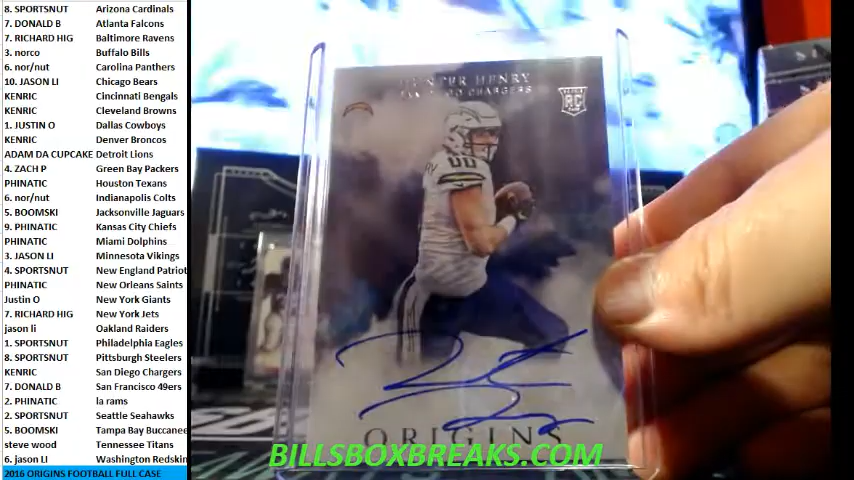 8. SPORTSNUT Arizona Cardinals
7. DONALD B Atlanta Falcons
7. RICHARD HIG Baltimore Ravens
3. norco Buffalo Bills
6. nor/nut Carolina Panthers
10. JASON LI Chicago Bears
KENRIC Cincinnati Bengals
KENRIC Cleveland Browns
1. JUSTIN O Dallas Cowboys
KENRIC Denver Broncos
ADAM DA CUPCAKE Detroit Lions
4. ZACH P Green Bay Packers
PHINATIC Houston Texans
6. nor/nut Indianapolis Colts
5. BOOMSKI Jacksonville Jaguars
9. PHINATIC Kansas City Chiefs
PHINATIC Miami Dolphins
3. JASON LI Minnesota Vikings
4. SPORTSNUT New England Patriot
PHINATIC New Orleans Saints
Justin O New York Giants
7. RICHARD HIG New York Jets
jason li Oakland Raiders
1. SPORTSNUT Philadelphia Eagles
8. SPORTSNUT Pittsburgh Steelers
KENRIC San Diego Chargers
7. DONALD B San Francisco 49ers
2. PHINATIC la rams
2. SPORTSNUT Seattle Seahawks
5. BOOMSKI Tampa Bay Buccanee
steve wood Tennessee Titans
6. jason LI Washington Redskin
2016 ORIGINS FOOTBALL FULL CASE
HUNTER HENRY
SAN DIEGO CHARGERS
RC
ORIGINS
BILLSBOXBREAKS.COM